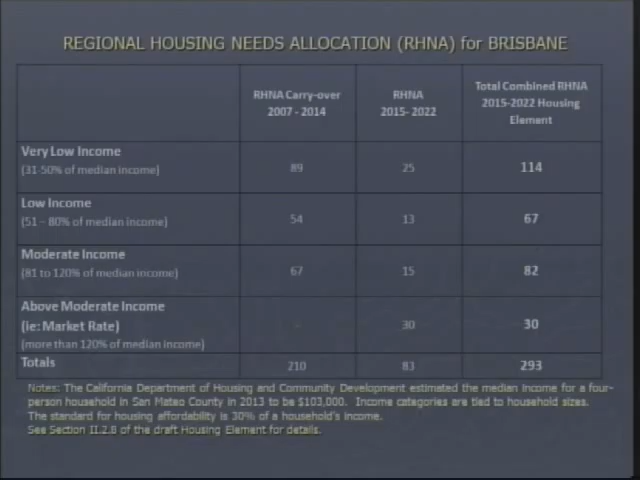 REGIONAL HOUSING NEEDS ALLOCATION (RHNA) for BRISBANE
RHNA Carry-over
2007 - 2014
RHNA
2015- 2022
Total Combined RHNA
2015-2022 Housing
Element
Very Low Income
(31-50% of median income)
89
25
114
Low Income
(51 – 80% of median income)
54
13
67
Moderate Income
(81 to 120% of median income)
67
15
82
Above Moderate Income
(ie: Market Rate)
(more than 120% of median income)
-
30
30
Totals
210
83
293
Notes: The California Department of Housing and Community Development estimated the median income for a four-
person household in San Mateo County in 2013 to be $103,000. Income categories are tied to household sizes.
The standard for housing affordability is 30% of a household's income.
See Section II.2.8 of the draft Housing Element for details.